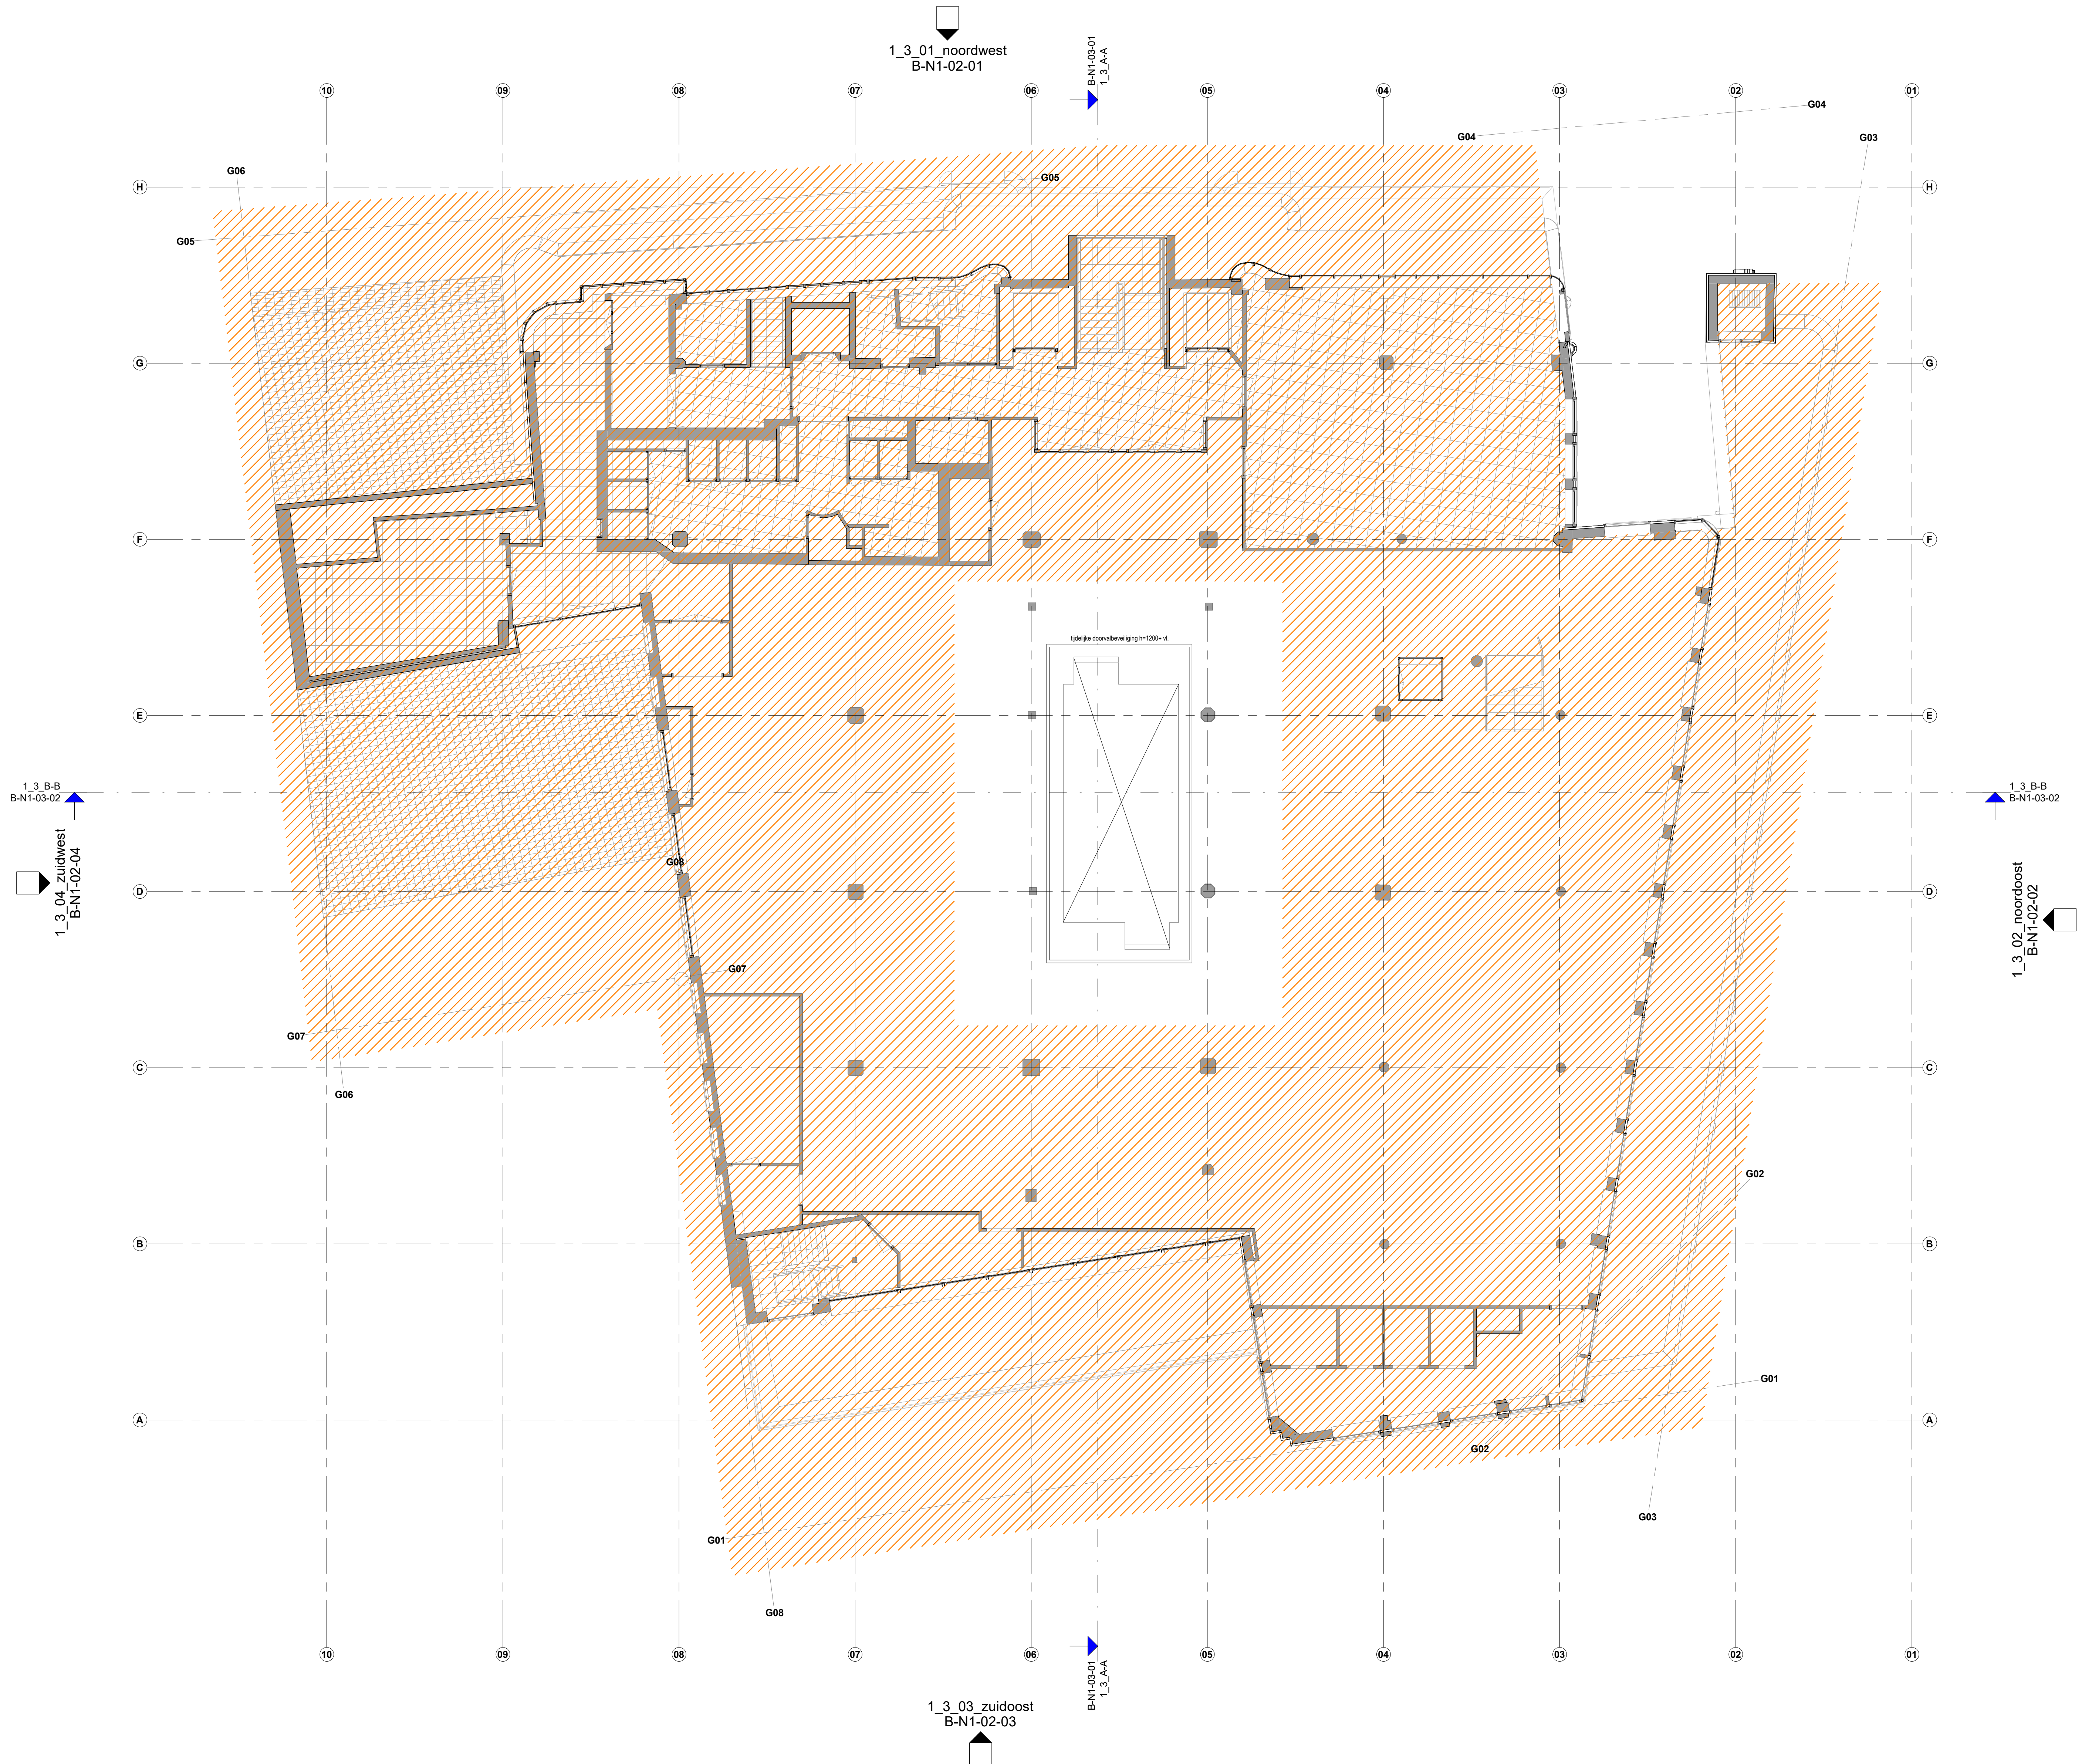 1_3_01_noordwest
B-N1-02-01
B-N1-03-01
1_3_A-A
10
09
08
07
06
05
04
03
02
01
G04
G04
G03
G06
G05
H
H
G05
G
G
F
F
tijdelijke doorvalbeveiliging h=1200+ vl.
E
E
1_3_B-B
B-N1-03-02
1_3_B-B
B-N1-03-02
1_3_04_zuidwest
B-N1-02-04
G08
D
D
1_3_02_noordoost
B-N1-02-02
G07
G07
C
C
G06
G02
B
B
G01
A
A
G02
G03
G01
G08
10
09
08
07
06
05
04
03
02
01
B-N1-03-01
1_3_A-A
1_3_03_zuidoost
B-N1-02-03